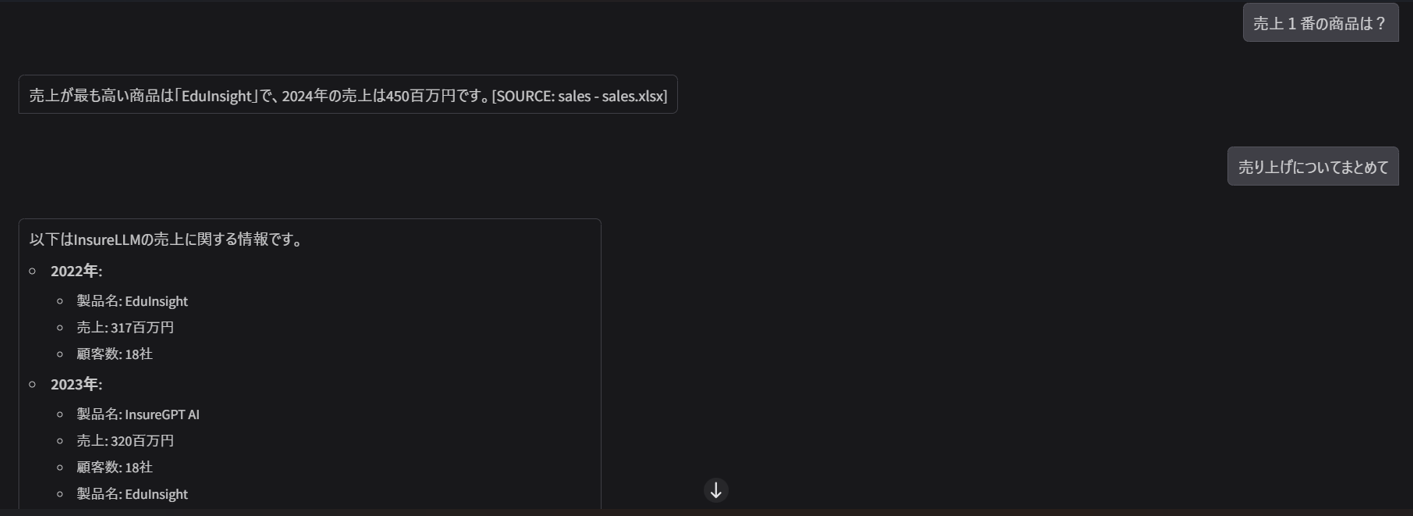 売上１番の商品は？
売上が最も高い商品は「EduInsight」で、2024年の売上は450百万円です。[SOURCE: sales - sales.xlsx]
売り上げについてまとめて
以下はInsureLLMの売上に関する情報です。
2022年:
製品名: EduInsight
売上: 317百万円
顧客数: 18社
2023年:
製品名: InsureGPT AI
売上: 320百万円
顧客数: 18社
製品名: EduInsight